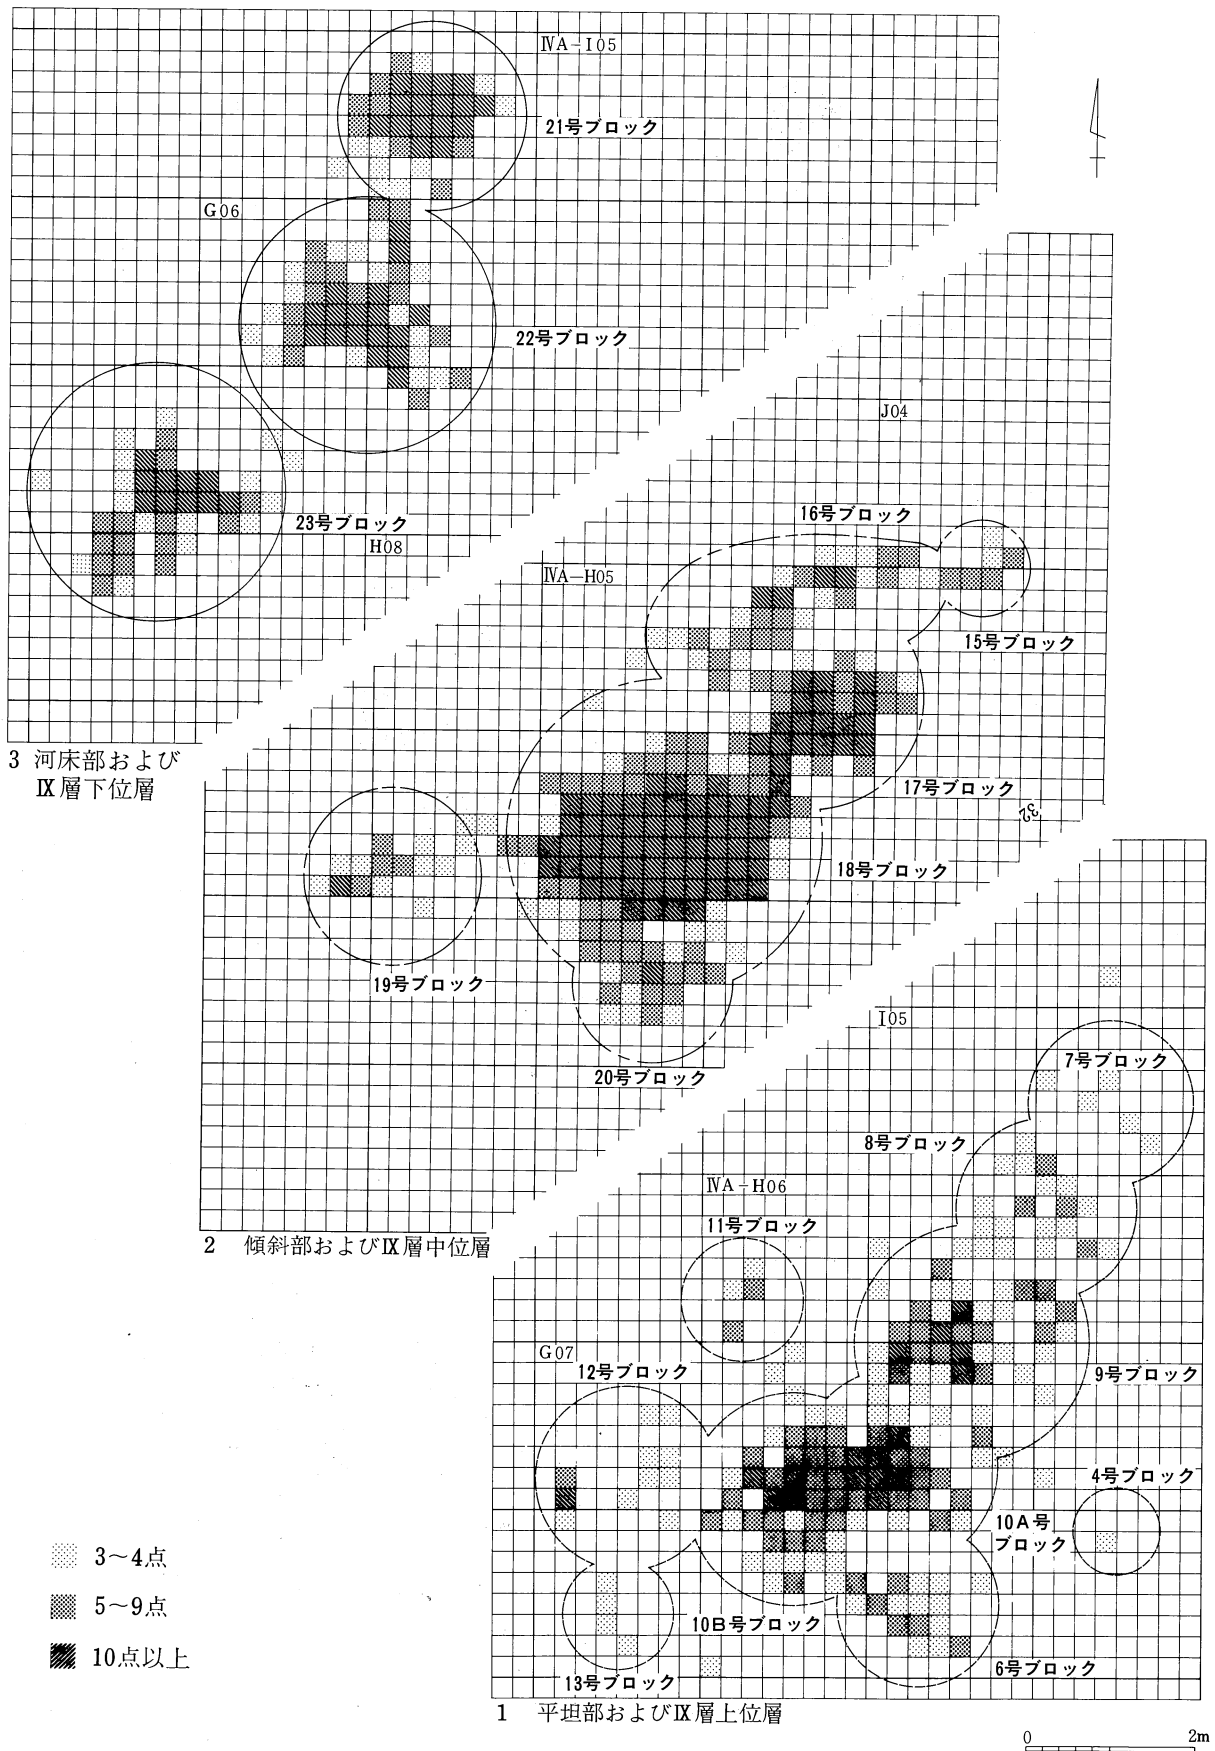 ⅣA-I05
21号ブロック
G06
22号ブロック
23号ブロック
H08
3 河床部および
Ⅸ層下位層
J04
16号ブロック
ⅣA-H05
15号ブロック
17号ブロック
32
18号ブロック
19号ブロック
20号ブロック
2 傾斜部およびⅨ層中位層
I05
7号ブロック
8号ブロック
ⅣA-H06
11号ブロック
G07
12号ブロック
9号ブロック
4号ブロック
10A号
ブロック
10B号ブロック
6号ブロック
13号ブロック
1 平坦部およびⅨ層上位層
3～4点
5～9点
10点以上
0 2m